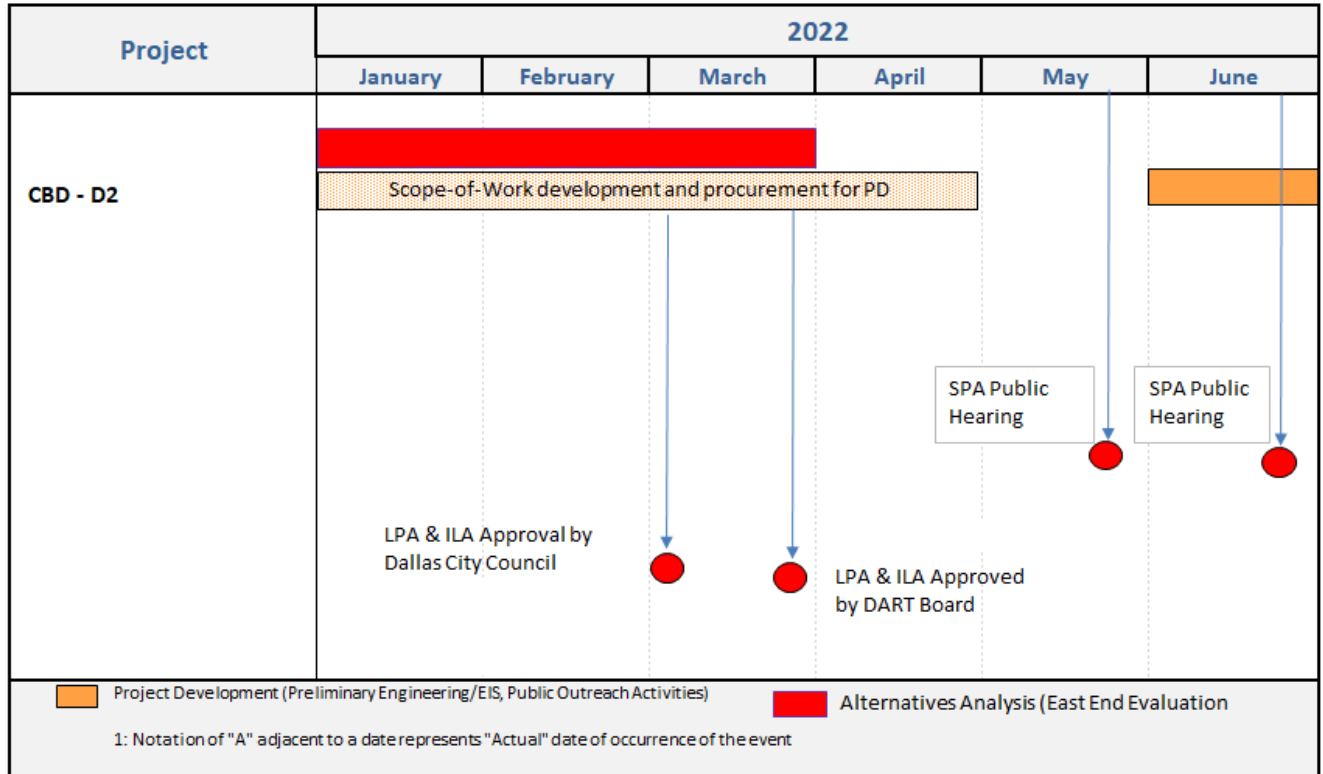 Project
2022
January February March April May June
CBD - D2
Scope-of-Work development and procurement for PD
SPA Public
Hearing
SPA Public
Hearing
LPA & ILA Approval by
Dallas City Council
LPA & ILA Approved
by DART Board
Project Development (Preliminary Engineering/EIS, Public Outreach Activities)
Alternatives Analysis (East End Evaluation
1: Notation of "A" adjacent to a date represents "Actual" date of occurrence of the event